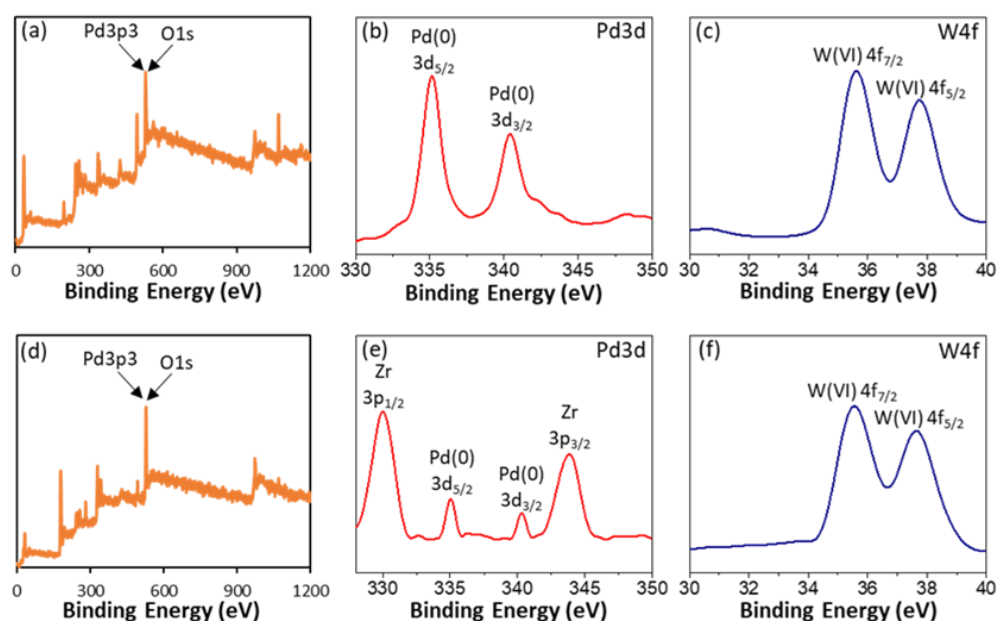 (a)
Pd3p3
O1s
0 300 600 900 1200
Binding Energy (eV)
(b)
Pd3d
Pd(0)
3d5/2
Pd(0)
3d3/2
330 335 340 345 350
Binding Energy (eV)
(c)
W4f
W(VI) 4f7/2
W(VI) 4f5/2
30 32 34 36 38 40
Binding Energy (eV)
(d)
Pd3p3
O1s
0 300 600 900 1200
Binding Energy (eV)
(e)
Pd3d
Zr
3p1/2
Pd(0)
3d5/2
Pd(0)
3d3/2
Zr
3p3/2
330 335 340 345 350
Binding Energy (eV)
(f)
W4f
W(VI) 4f7/2
W(VI) 4f5/2
30 32 34 36 38 40
Binding Energy (eV)